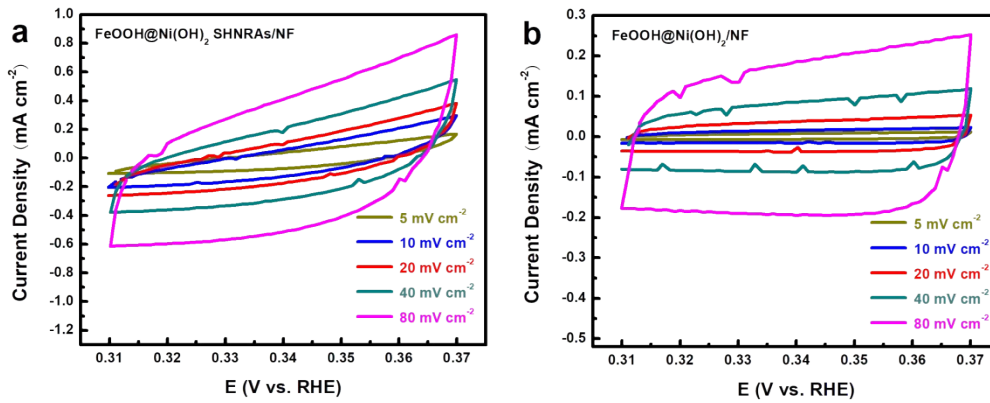 a
FeOOH@Ni(OH)₂ SHNRAs/NF
Current Density (mA cm⁻²)
1.0
0.8
0.6
0.4
0.2
0.0
-0.2
-0.4
-0.6
-0.8
-1.0
-1.2
5 mV cm⁻²
10 mV cm⁻²
20 mV cm⁻²
40 mV cm⁻²
80 mV cm⁻²
0.31 0.32 0.33 0.34 0.35 0.36 0.37
E (V vs. RHE)
b
FeOOH@Ni(OH)₂/NF
Current Density (mA cm⁻²)
0.3
0.2
0.1
0.0
-0.1
-0.2
-0.3
-0.4
-0.5
5 mV cm⁻²
10 mV cm⁻²
20 mV cm⁻²
40 mV cm⁻²
80 mV cm⁻²
0.31 0.32 0.33 0.34 0.35 0.36 0.37
E (V vs. RHE)